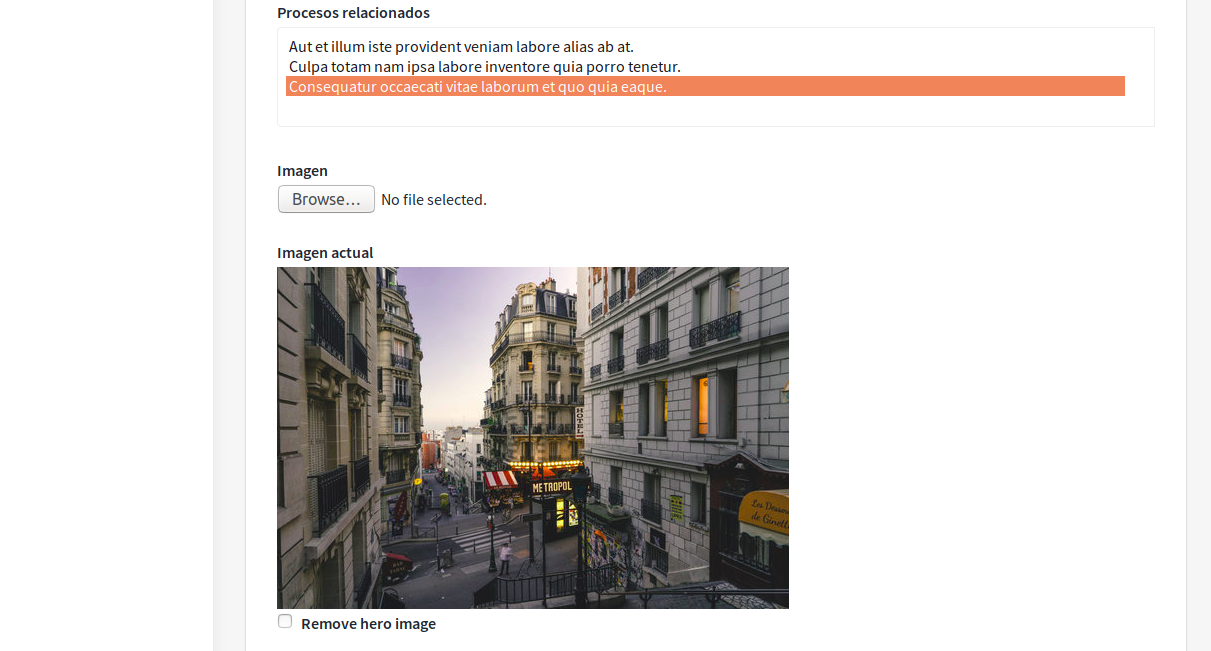 Procesos relacionados
Aut et illum iste provident veniam labore alias ab at.
Culpa totam nam ipsa labore inventore quia porro tenetur.
Consequatur occaecati vitae laborum et quo quia eaque.
Imagen
Browse... No file selected.
Imagen actual
HOTEL
METROPOL
Les Dessous
de Ginette
BAR
Remove hero image